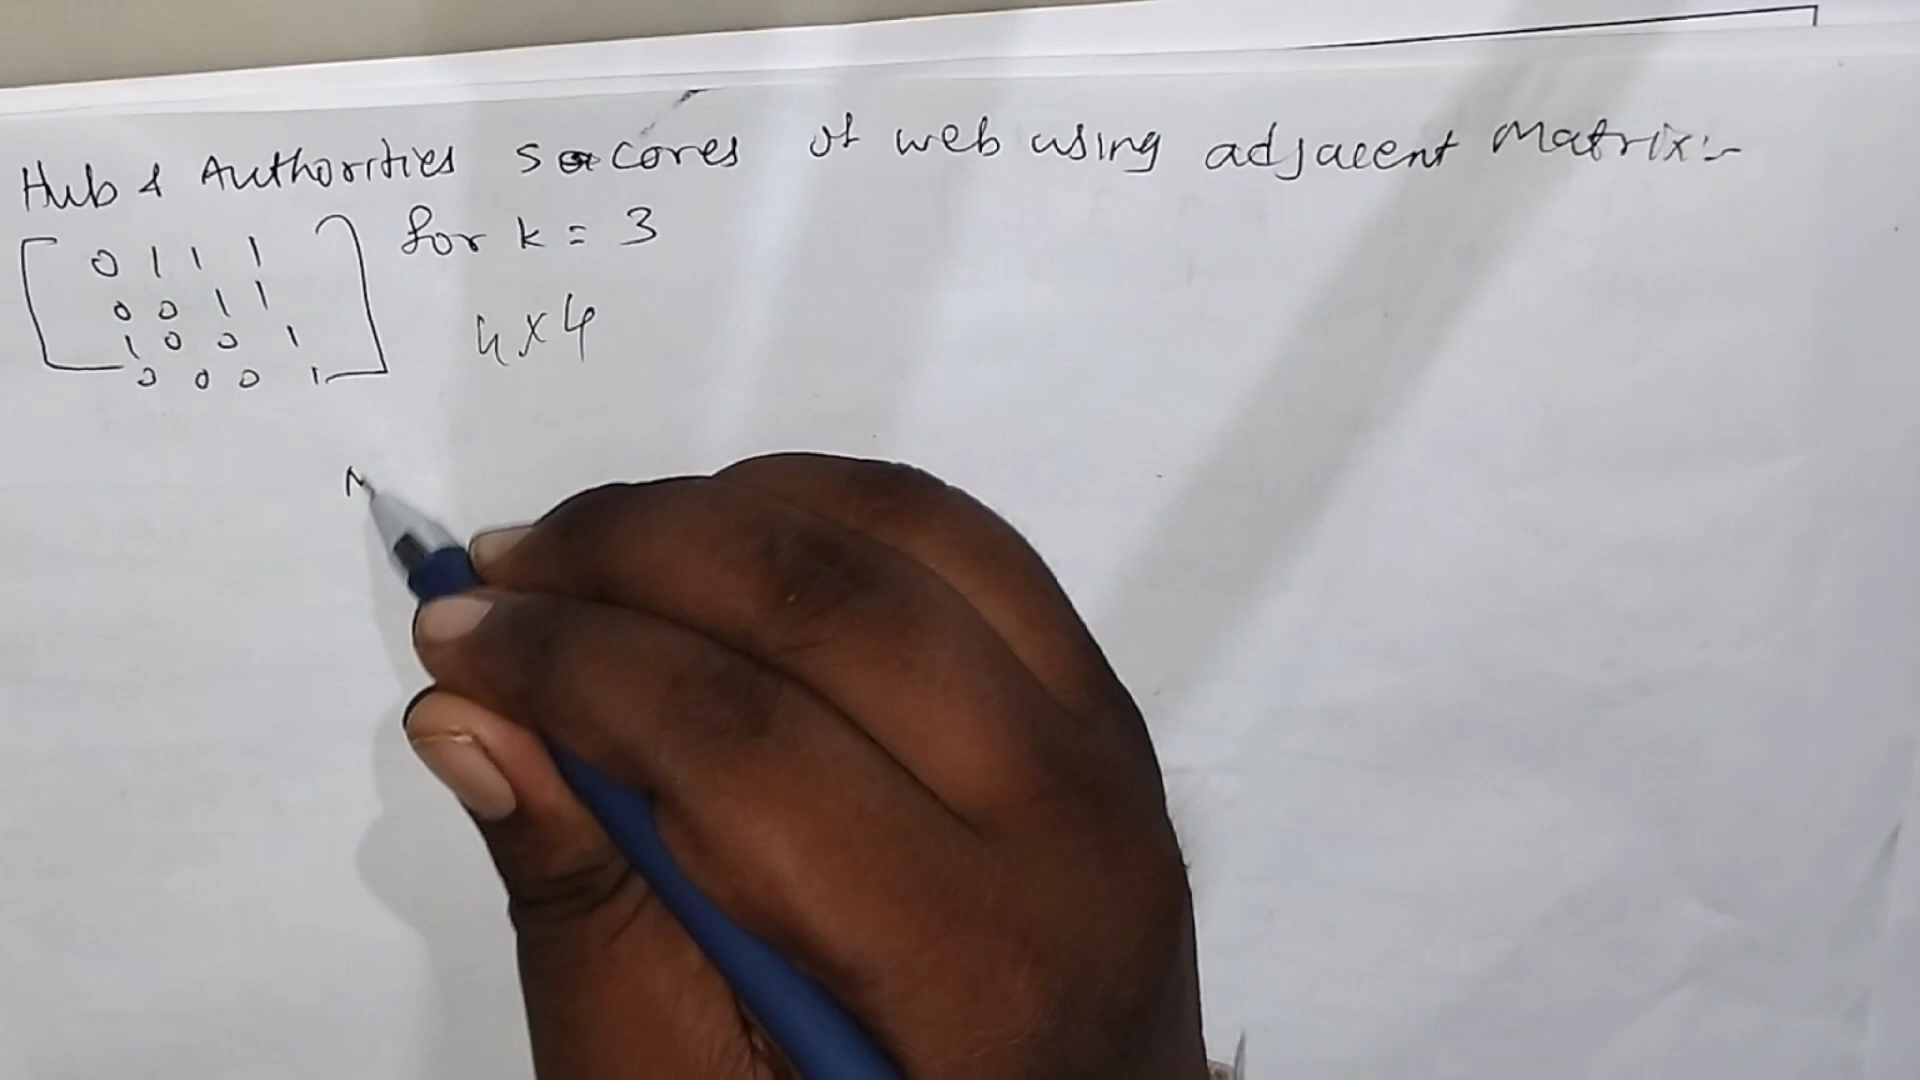 Hub & Authorities scores of web using adjacent Matrix:-
for k = 3
0 1 1 1
0 0 1 1
1 0 0 1
0 0 0 1
4x4